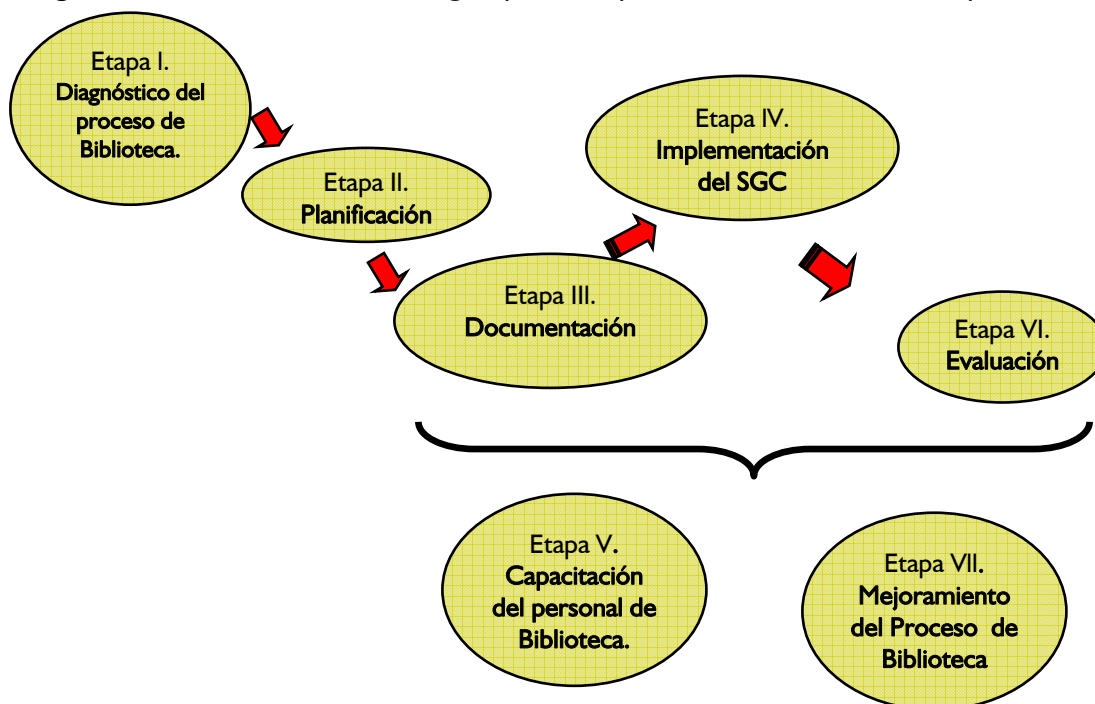 Etapa I.
Diagnóstico del
proceso de
Biblioteca.
Etapa II.
Planificación
Etapa III.
Documentación
Etapa IV.
Implementación
del SGC
Etapa VI.
Evaluación
Etapa V.
Capacitación
del personal de
Biblioteca.
Etapa VII.
Mejoramiento
del Proceso de
Biblioteca